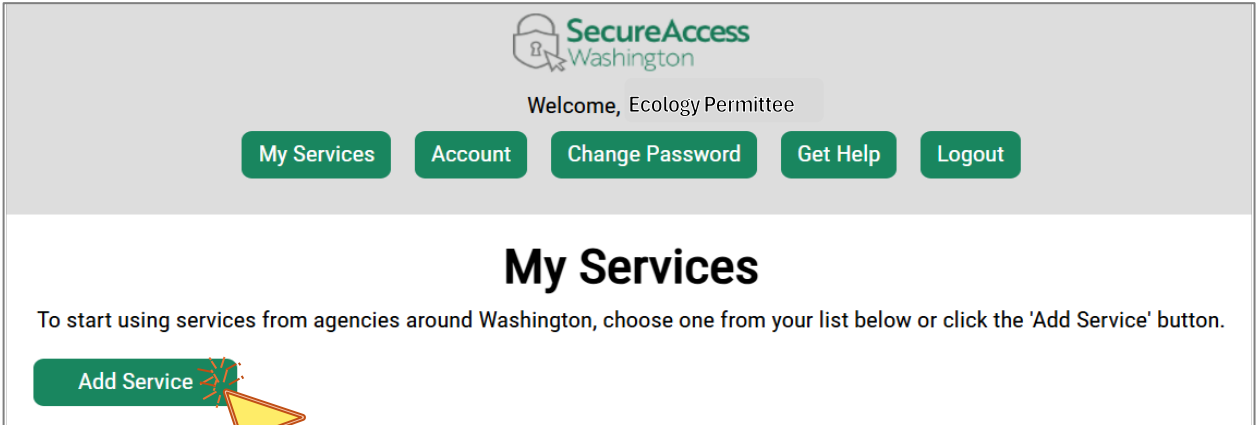 SecureAccess
Washington
Welcome, Ecology Permittee
My Services Account Change Password Get Help Logout
My Services
To start using services from agencies around Washington, choose one from your list below or click the 'Add Service' button.
Add Service